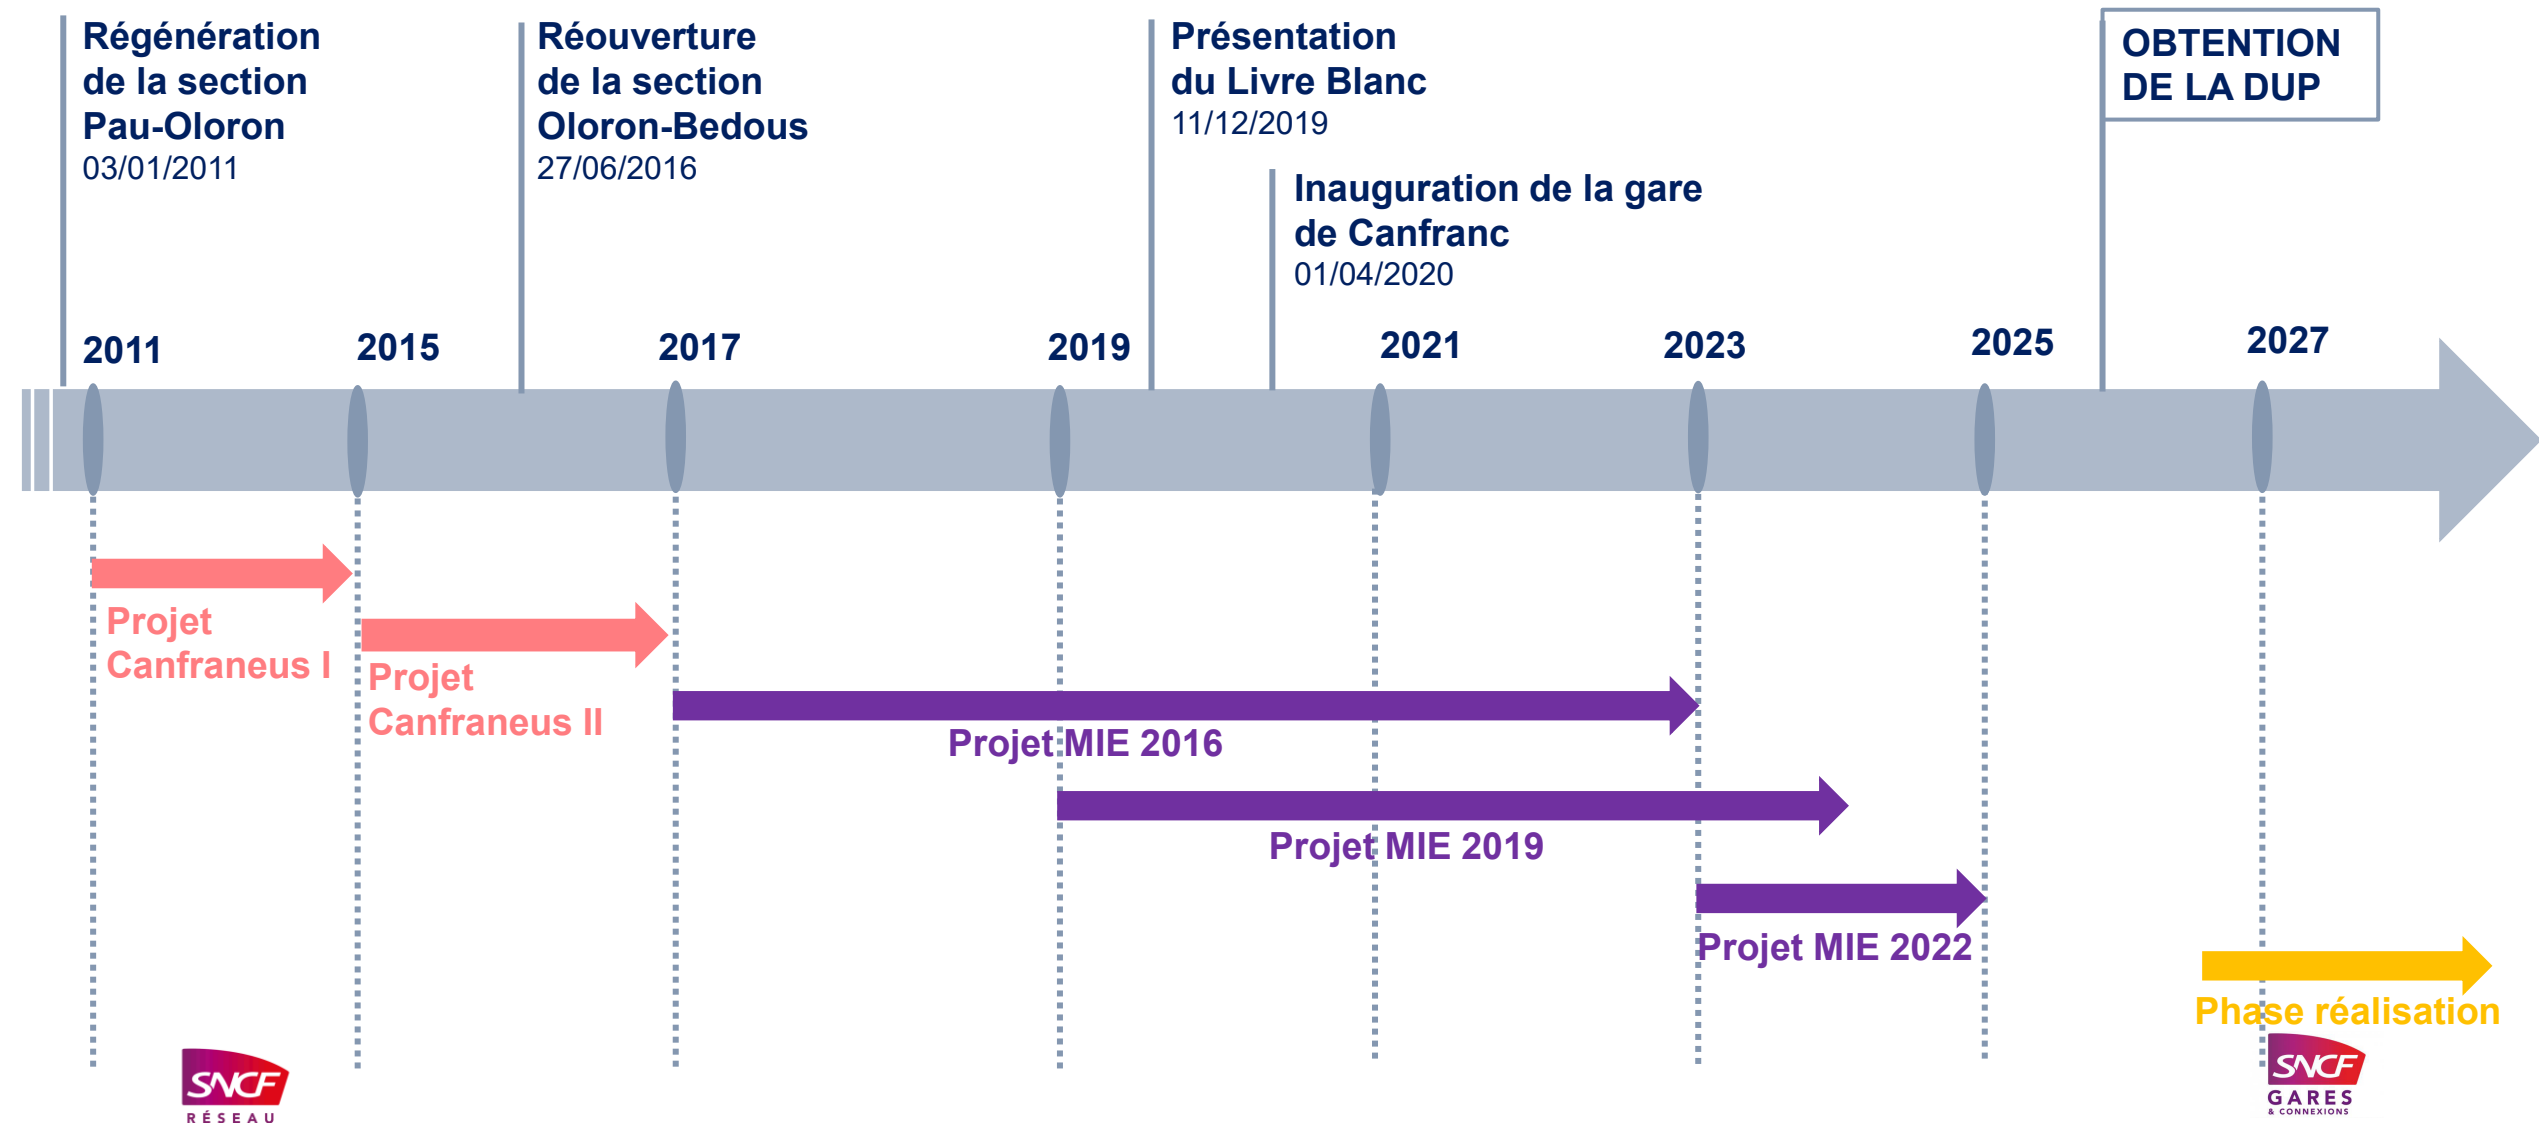 Régénération
de la section
Pau-Oloron
03/01/2011
Réouverture
de la section
Oloron-Bedous
27/06/2016
Présentation
du Livre Blanc
11/12/2019
Inauguration de la gare
de Canfranc
01/04/2020
OBTENTION
DE LA DUP
2011
2015
2017
2019
2021
2023
2025
2027
Projet
Canfraneus I
Projet
Canfraneus II
Projet MIE 2016
Projet MIE 2019
Projet MIE 2022
Phase réalisation
SNCF
RÉSEAU
SNCF
GARES
& CONNEXIONS